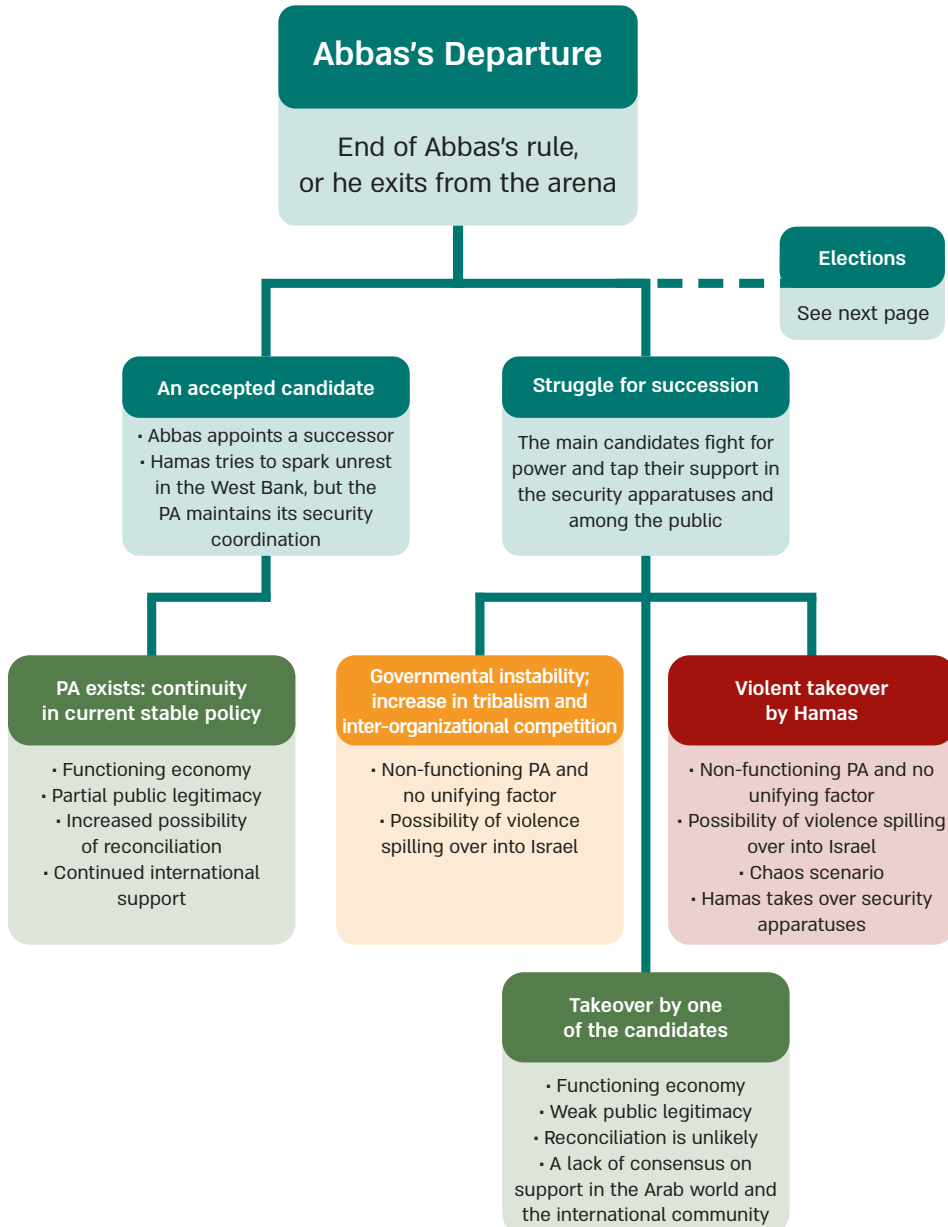 Abbas's Departure
End of Abbas's rule,
or he exits from the arena
Elections
See next page
An accepted candidate
· Abbas appoints a successor
· Hamas tries to spark unrest
in the West Bank, but the
PA maintains its security
coordination
Struggle for succession
The main candidates fight for
power and tap their support in
the security apparatuses and
among the public
PA exists: continuity
in current stable policy
· Functioning economy
· Partial public legitimacy
· Increased possibility
of reconciliation
· Continued international
support
Governmental instability;
increase in tribalism and
inter-organizational competition
· Non-functioning PA and
no unifying factor
· Possibility of violence
spilling over into Israel
Violent takeover
by Hamas
· Non-functioning PA and no
unifying factor
· Possibility of violence spilling
over into Israel
· Chaos scenario
· Hamas takes over security
apparatuses
Takeover by one
of the candidates
· Functioning economy
· Weak public legitimacy
· Reconciliation is unlikely
· A lack of consensus on
support in the Arab world and
the international community